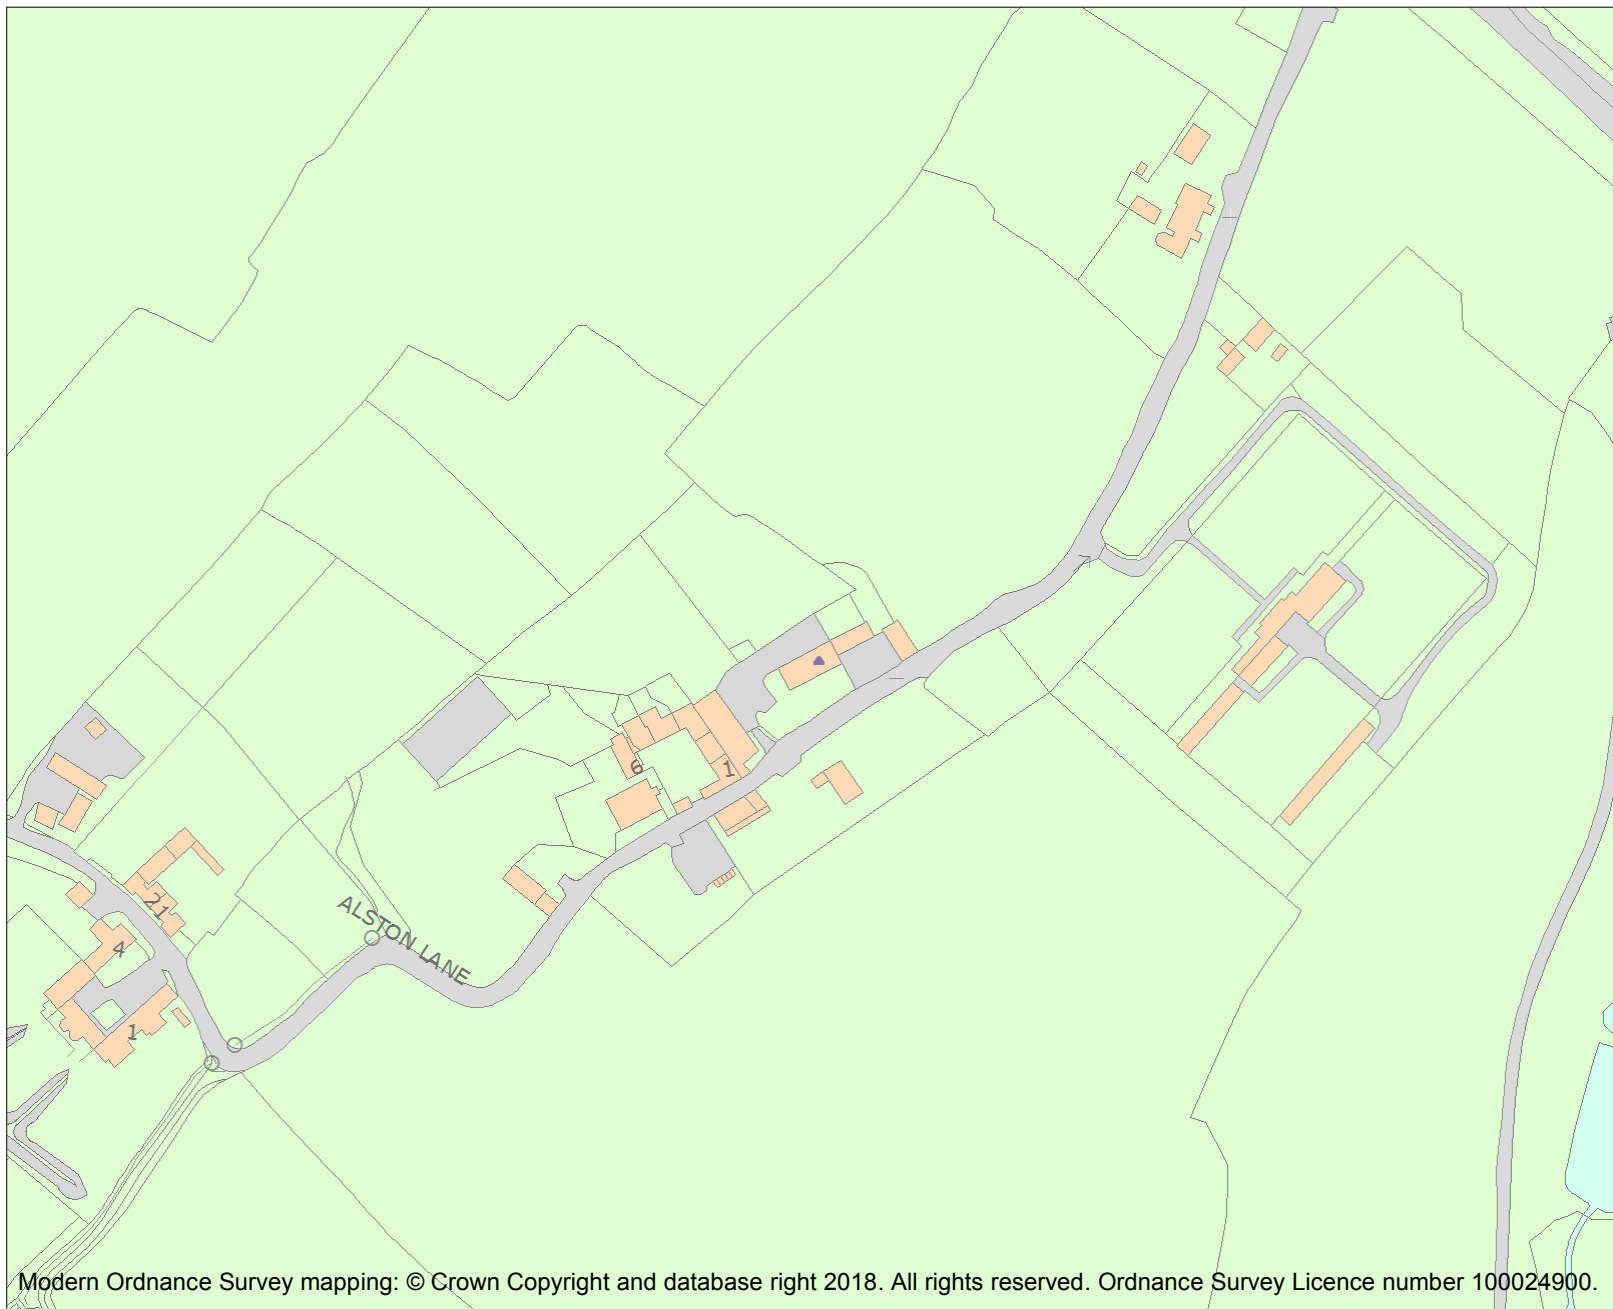 6
1
ALSTON LANE
21
4
1
Modern Ordnance Survey mapping: © Crown Copyright and database right 2018. All rights reserved. Ordnance Survey Licence number 100024900.